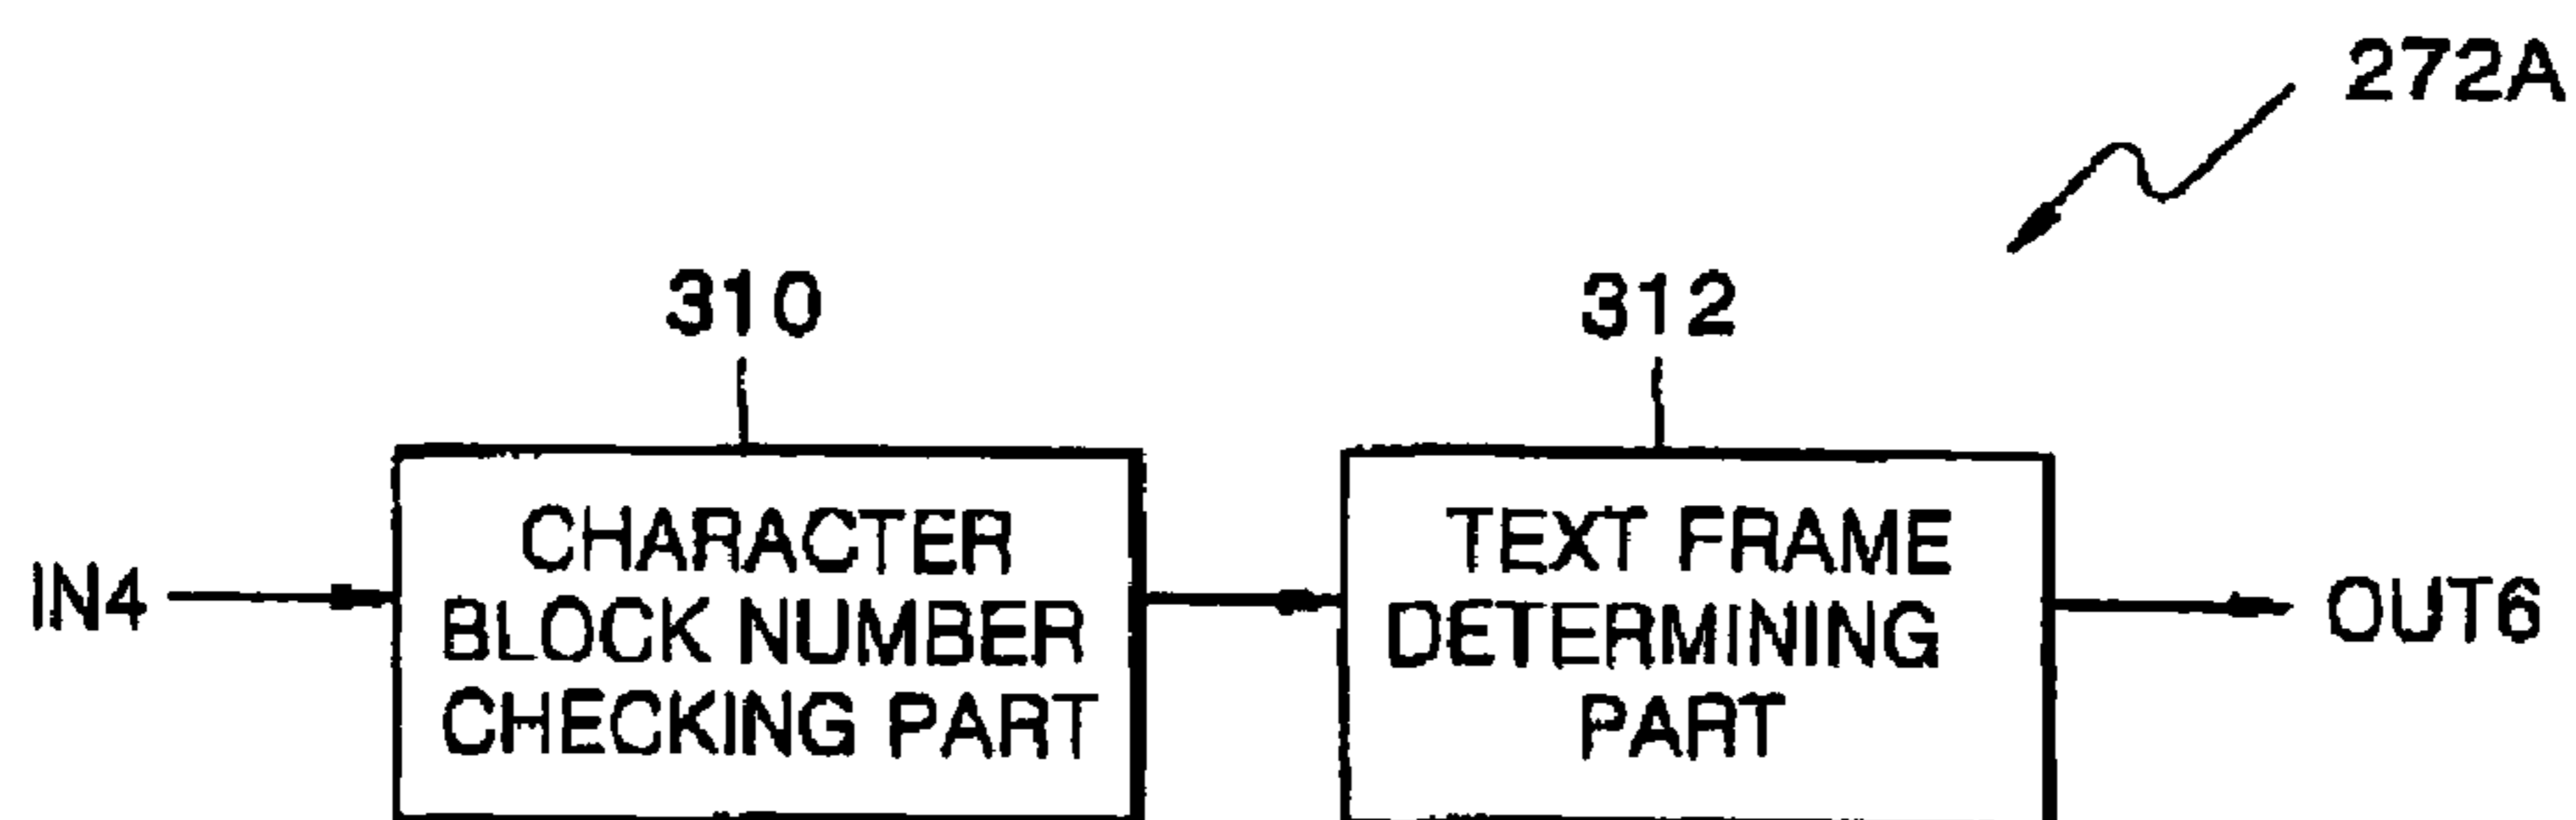 272A
310
312
CHARACTER
BLOCK NUMBER
CHECKING PART
TEXT FRAME
DETERMINING
PART
IN4
OUT6